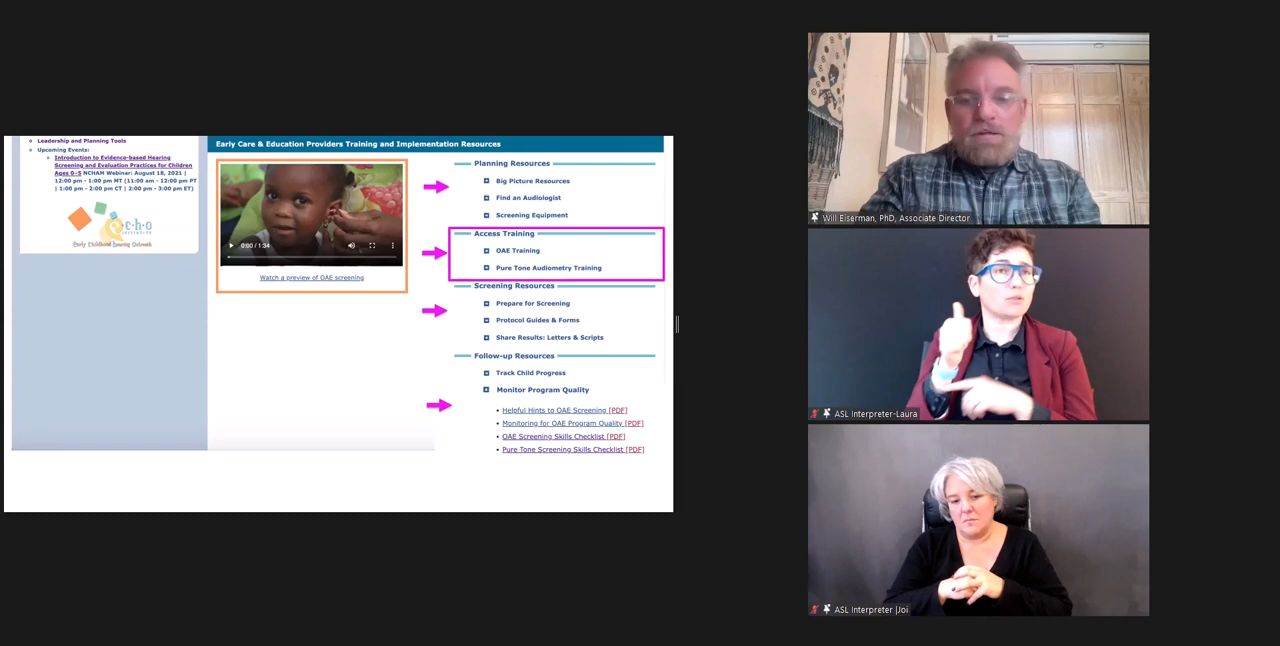 Leadership and Planning Tools
Upcoming Events:
Introduction to Evidence-based Hearing
Screening and Evaluation Practices for Children
Ages 0–5 NCHAM Webinar: August 18, 2021 |
12:00 pm - 1:00 pm MT (11:00 am - 12:00 pm PT
| 1:00 pm - 2:00 pm CT | 2:00 pm - 3:00 pm ET)
e·c·h·o
INITIATIVE
Early Childhood Hearing Outreach
Early Care & Education Providers Training and Implementation Resources
0:00 / 1:34
Watch a preview of OAE screening
Planning Resources
Big Picture Resources
Find an Audiologist
Screening Equipment
Access Training
OAE Training
Pure Tone Audiometry Training
Screening Resources
Prepare for Screening
Protocol Guides & Forms
Share Results: Letters & Scripts
Follow-up Resources
Track Child Progress
Monitor Program Quality
• Helpful Hints to OAE Screening [PDF]
• Monitoring for OAE Program Quality [PDF]
• OAE Screening Skills Checklist [PDF]
• Pure Tone Screening Skills Checklist [PDF]
Will Eiserman, PhD, Associate Director
ASL Interpreter-Laura
ASL Interpreter |Joi